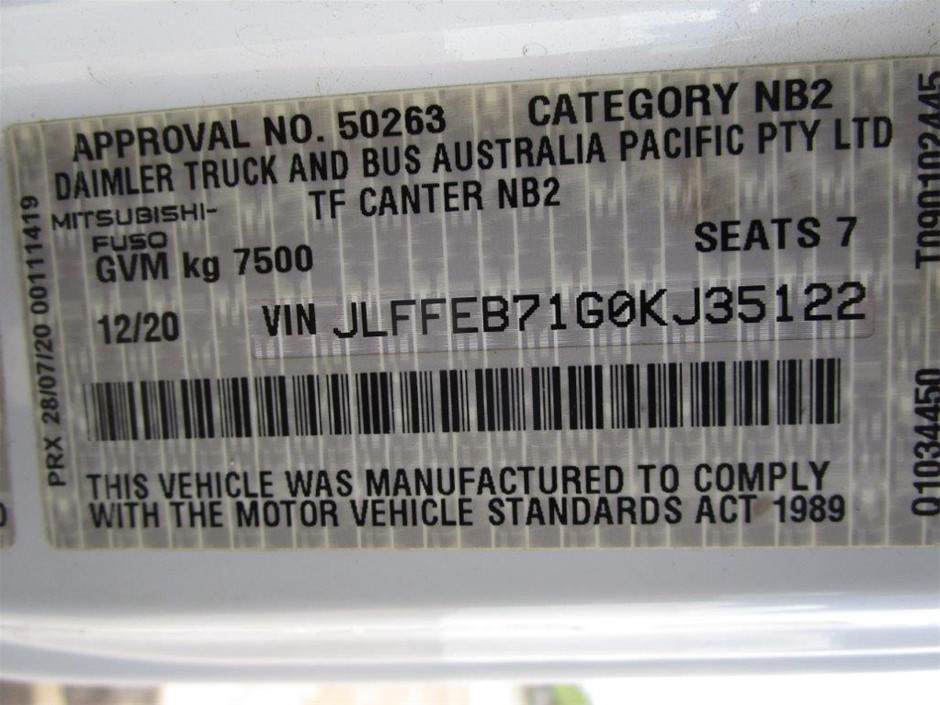 APPROVAL NO. 50263 CATEGORY NB2
DAIMLER TRUCK AND BUS AUSTRALIA PACIFIC PTY LTD
MITSUBISHI- TF CANTER NB2
FUSO SEATS 7
GVM kg 7500
12/20 VIN JLFFEB71G0KJ35122
THIS VEHICLE WAS MANUFACTURED TO COMPLY
WITH THE MOTOR VEHICLE STANDARDS ACT 1989
PRX 28/07/20 00111419
Q10344450 T090102445